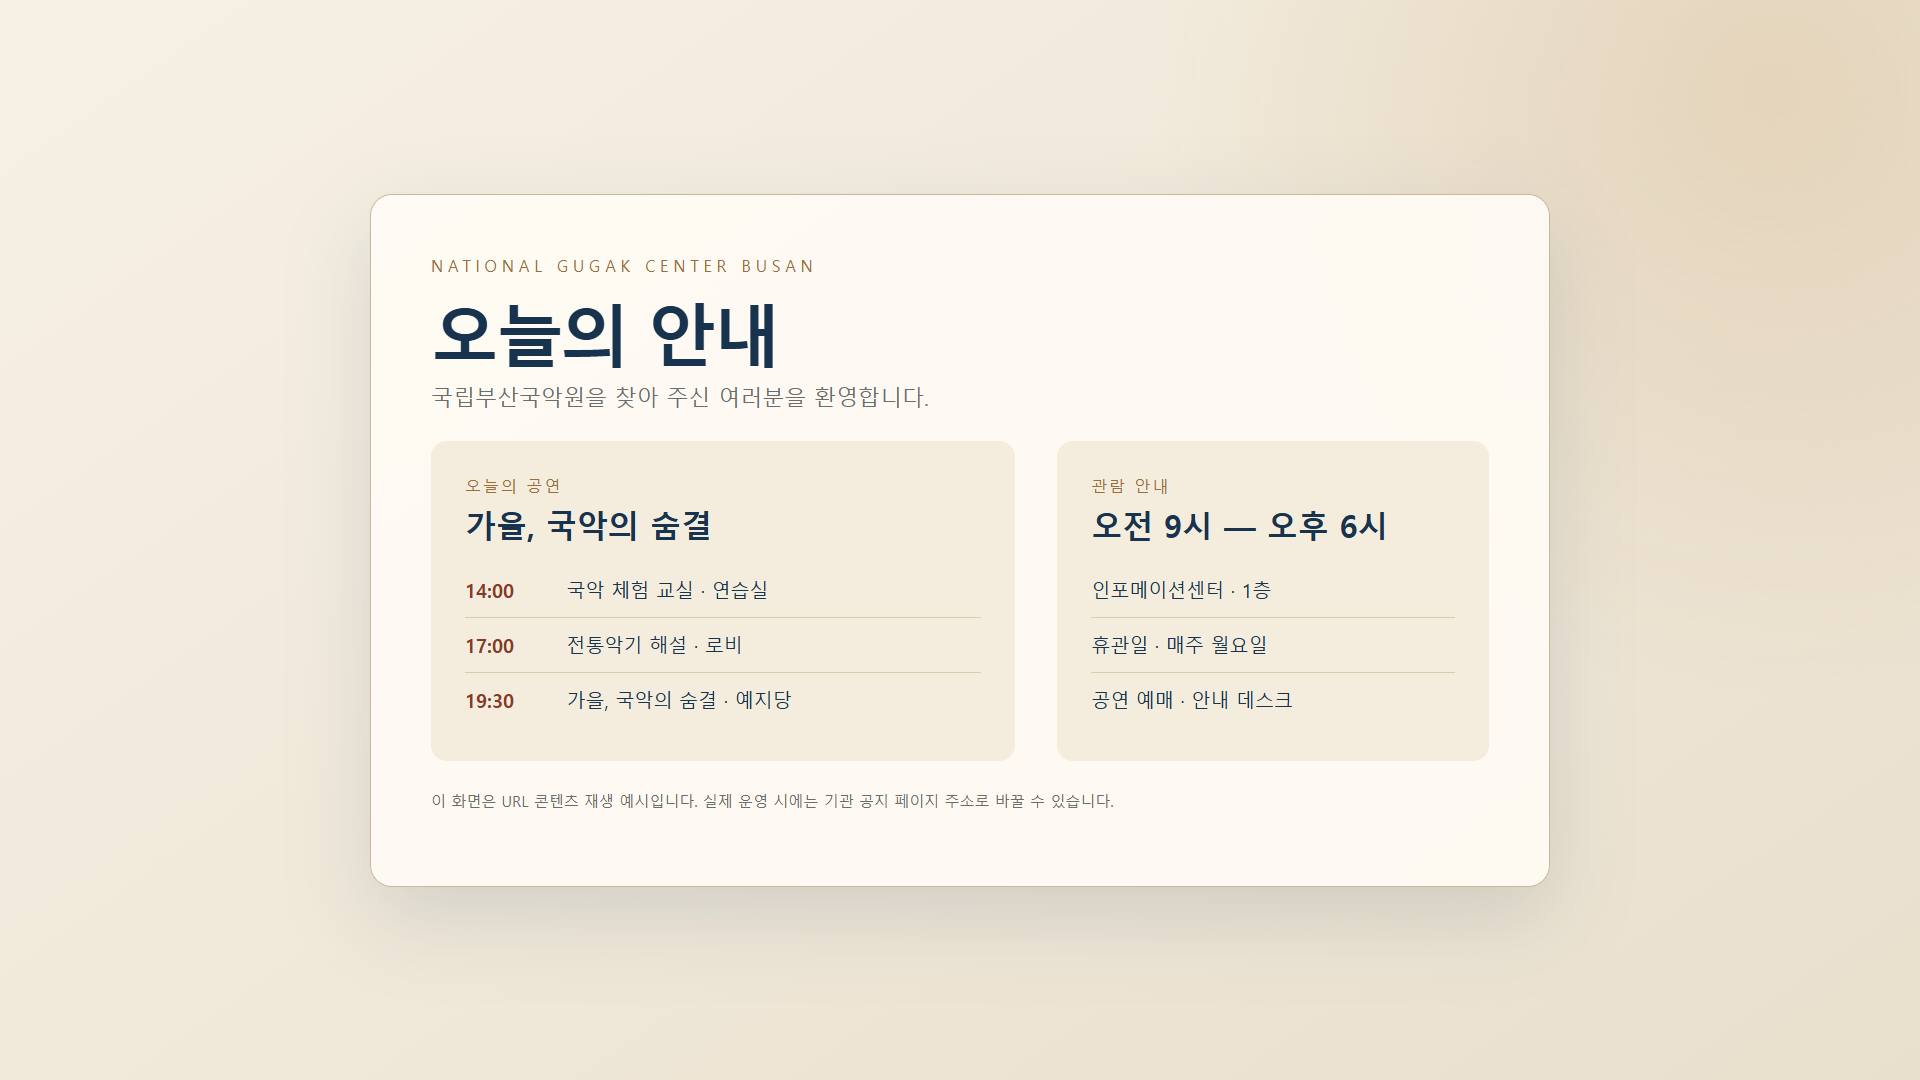 NATIONAL GUGAK CENTER BUSAN
오늘의 안내
국립부산국악원을 찾아 주신 여러분을 환영합니다.
오늘의 공연
가을, 국악의 숨결
14:00 국악 체험 교실 · 연습실
17:00 전통악기 해설 · 로비
19:30 가을, 국악의 숨결 · 예지당
관람 안내
오전 9시 — 오후 6시
인포메이션센터 · 1층
휴관일 · 매주 월요일
공연 예매 · 안내 데스크
이 화면은 URL 콘텐츠 재생 예시입니다. 실제 운영 시에는 기관 공지 페이지 주소로 바꿀 수 있습니다.